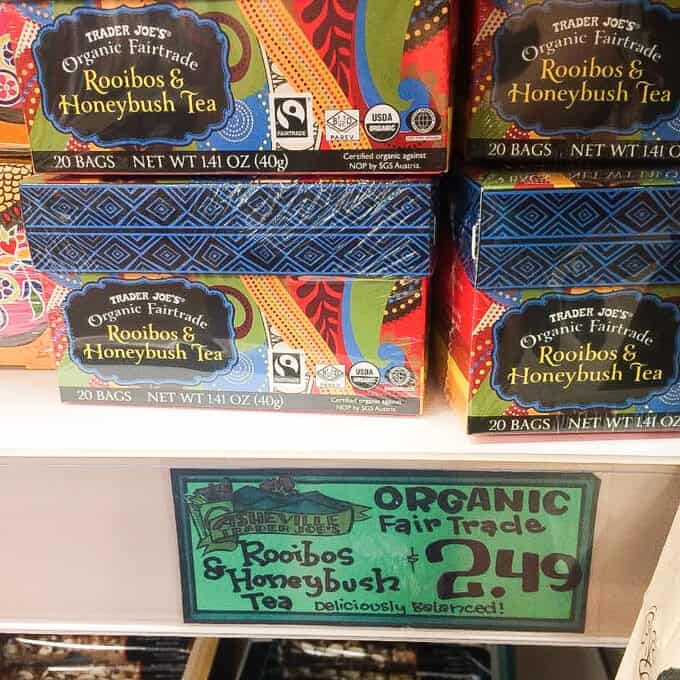 TRADER JOE'S®
Organic Fairtrade
Rooibos &
Honeybush Tea
FAIRTRADE
PARVE
USDA
ORGANIC
20 BAGS NET WT 1.41 OZ (40g)
Certified organic against
NOP by SGS Austria.
TRADER JOE'S®
Organic Fairtrade
Rooibos &
Honeybush Tea
20 BAGS NET WT 1.41 O
TRADER JOE'S®
Organic Fairtrade
Rooibos &
Honeybush Tea
USDA
ORGANIC
20 BAGS NET WT 1.41 OZ (40g)
Certified organic against
NOP by SGS Austria.
TRADER JOE'S®
Organic Fairtrade
Rooibos &
Honeybush Tea
20 BAGS NET WT 1.41 OZ
ASHEVILLE
TRADER JOE'S
ORGANIC
Fair Trade
Rooibos
& Honeybush
Tea
$2.49
Deliciously Balanced!